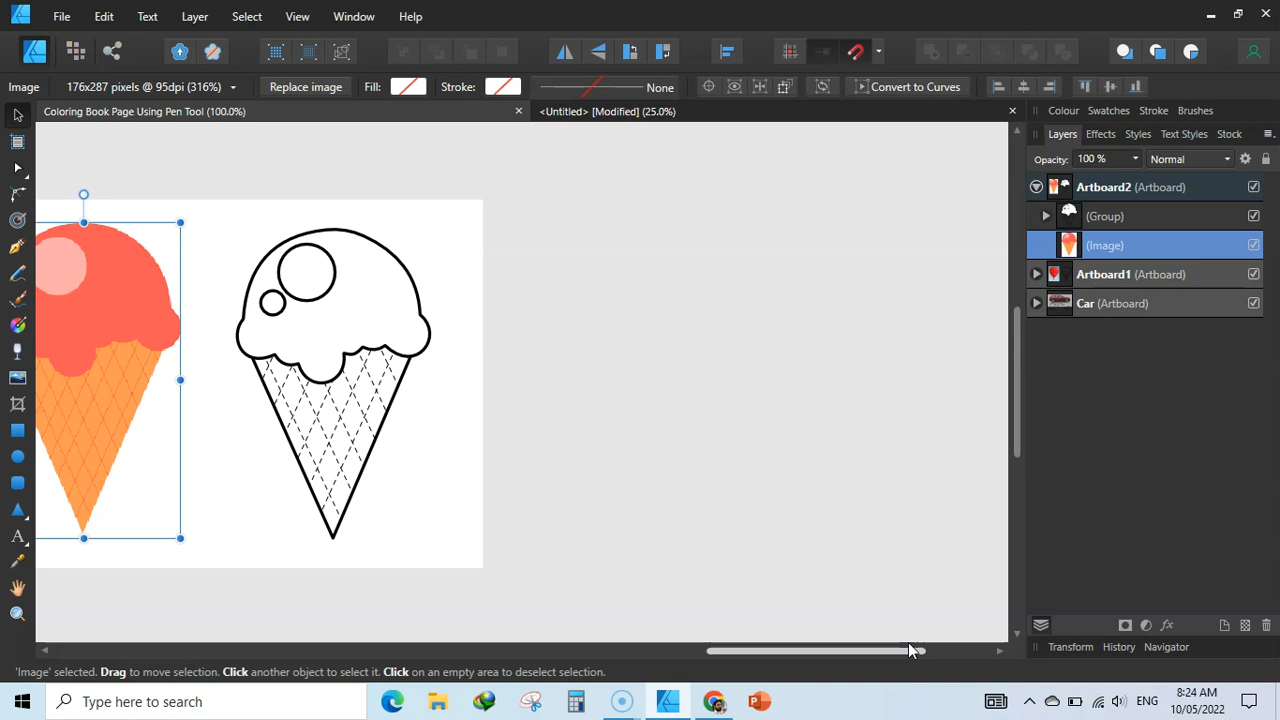 File Edit Text Layer Select View Window Help
Image 176x287 pixels @ 95dpi (316%) Replace image Fill: Stroke: None Convert to Curves
Coloring Book Page Using Pen Tool (100.0%) <Untitled> [Modified] (25.0%)
Colour Swatches Stroke Brushes
Layers Effects Styles Text Styles Stock
Opacity: 100 % Normal
Artboard2 (Artboard)
(Group)
(Image)
Artboard1 (Artboard)
Car (Artboard)
Transform History Navigator
'Image' selected. Drag to move selection. Click another object to select it. Click on an empty area to deselect selection.
Type here to search
ENG
8:24 AM
10/05/2022